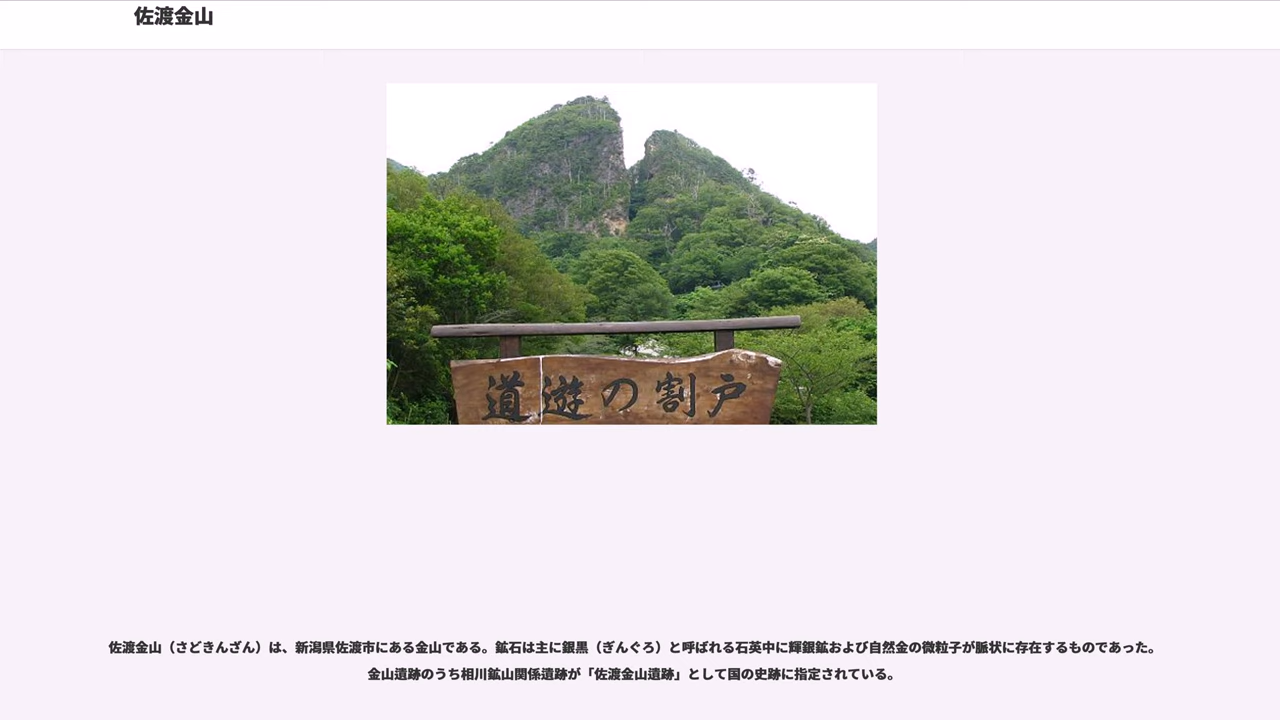 佐渡金山
道遊の割戸
佐渡金山（さどきんざん）は、新潟県佐渡市にある金山である。鉱石は主に銀黒（ぎんぐろ）と呼ばれる石英中に輝銀鉱および自然金の微粒子が脈状に存在するものであった。
金山遺跡のうち相川鉱山関係遺跡が「佐渡金山遺跡」として国の史跡に指定されている。